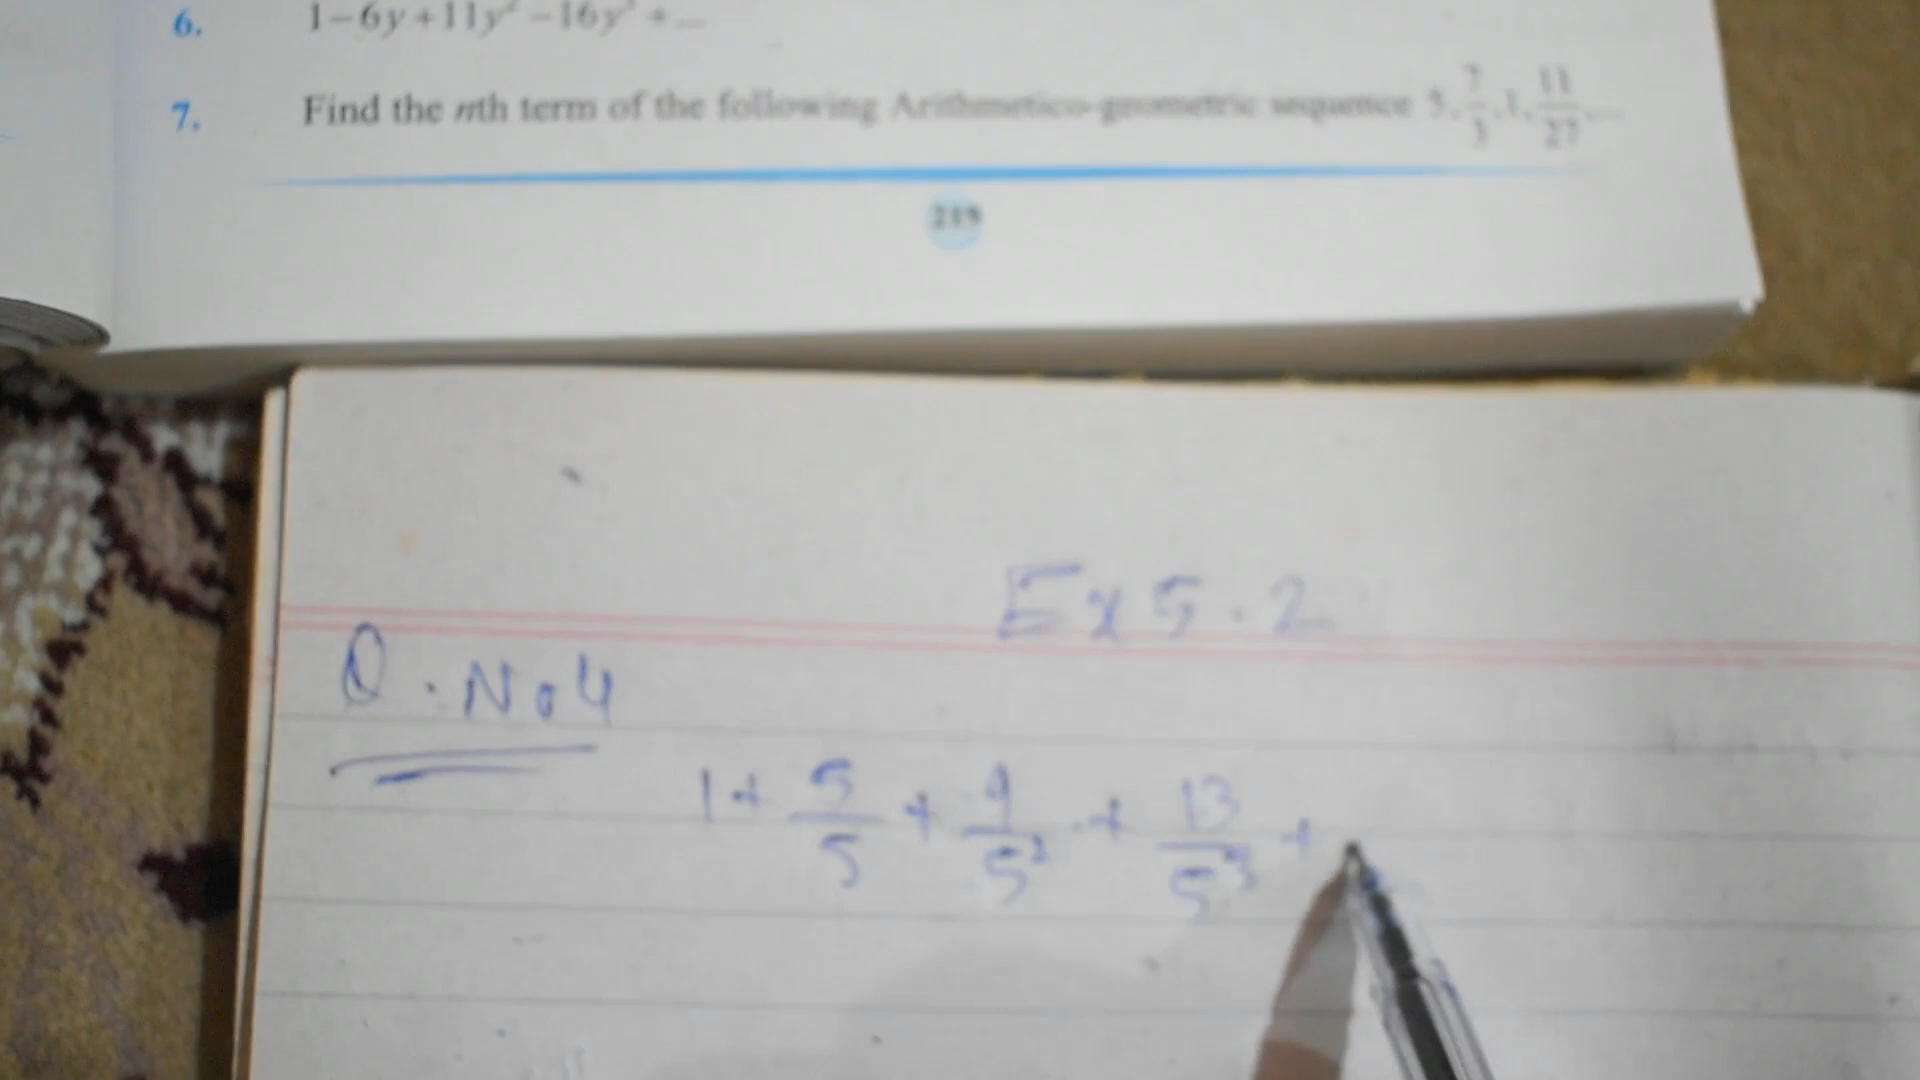 6. 1-6y+11y²-16y³+...
7. Find the nth term of the following Arithmetico-geometric sequence 5, 7/3, 1, 11/27, ...
219
Ex 5.2
Q.No 4
1 + 5/5 + 9/5² + 13/5³ +